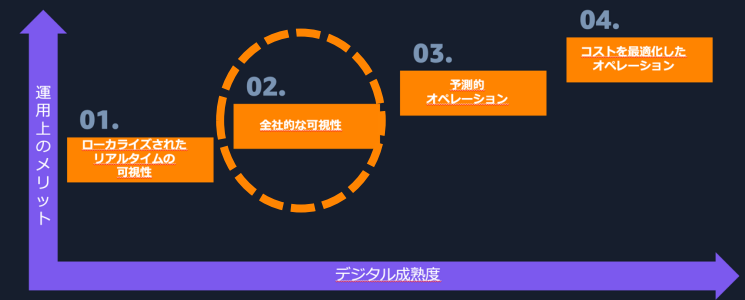 04.
コストを最適化した
オペレーション
03.
予測的
オペレーション
02.
全社的な可視性
01.
ローカライズされた
リアルタイムの
可視性
運用上のメリット
デジタル成熟度